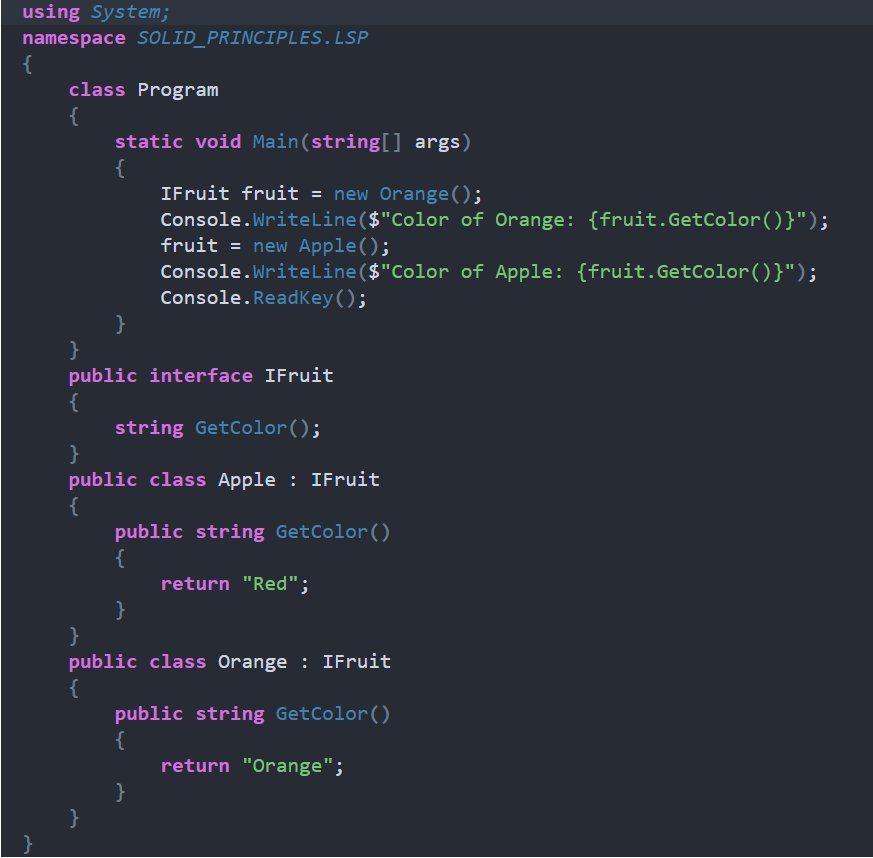 using System;
namespace SOLID_PRINCIPLES.LSP
{
    class Program
    {
        static void Main(string[] args)
        {
            IFruit fruit = new Orange();
            Console.WriteLine($"Color of Orange: {fruit.GetColor()}");
            fruit = new Apple();
            Console.WriteLine($"Color of Apple: {fruit.GetColor()}");
            Console.ReadKey();
        }
    }
    public interface IFruit
    {
        string GetColor();
    }
    public class Apple : IFruit
    {
        public string GetColor()
        {
            return "Red";
        }
    }
    public class Orange : IFruit
    {
        public string GetColor()
        {
            return "Orange";
        }
    }
}